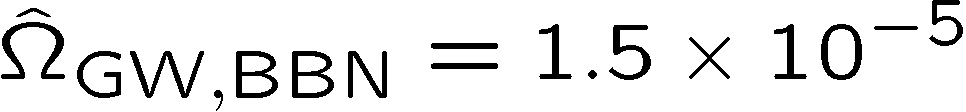 Ω̂_GW,BBN = 1.5 × 10⁻⁵